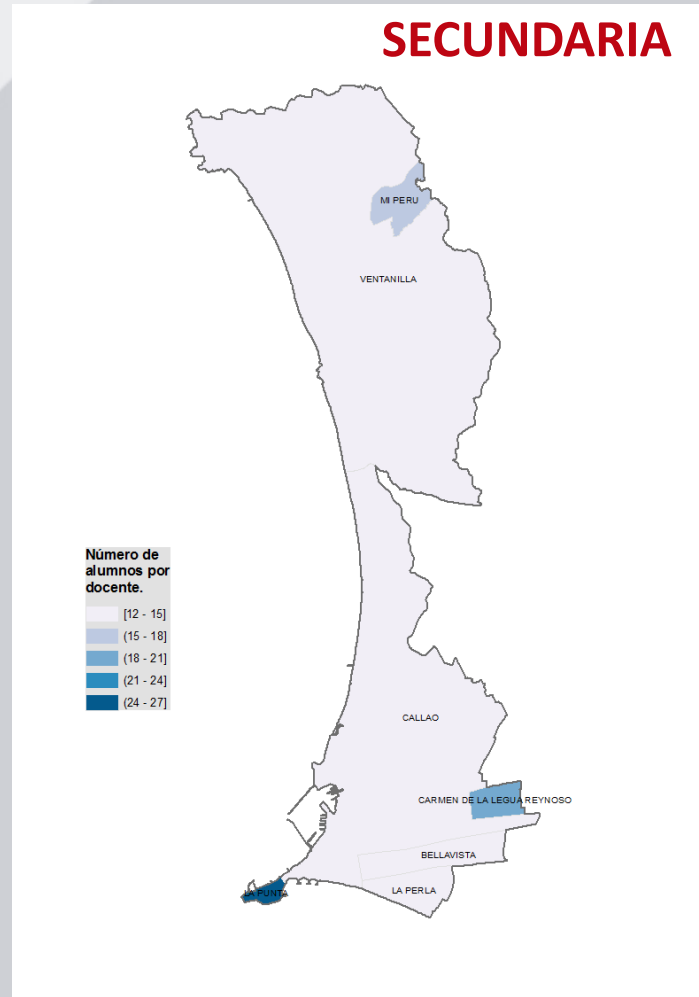 SECUNDARIA
MI PERU
VENTANILLA
Número de
alumnos por
docente.
[12 - 15]
(15 - 18]
(18 - 21]
(21 - 24]
(24 - 27]
CALLAO
CARMEN DE LA LEGUA REYNOSO
BELLAVISTA
LA PERLA
LA PUNTA